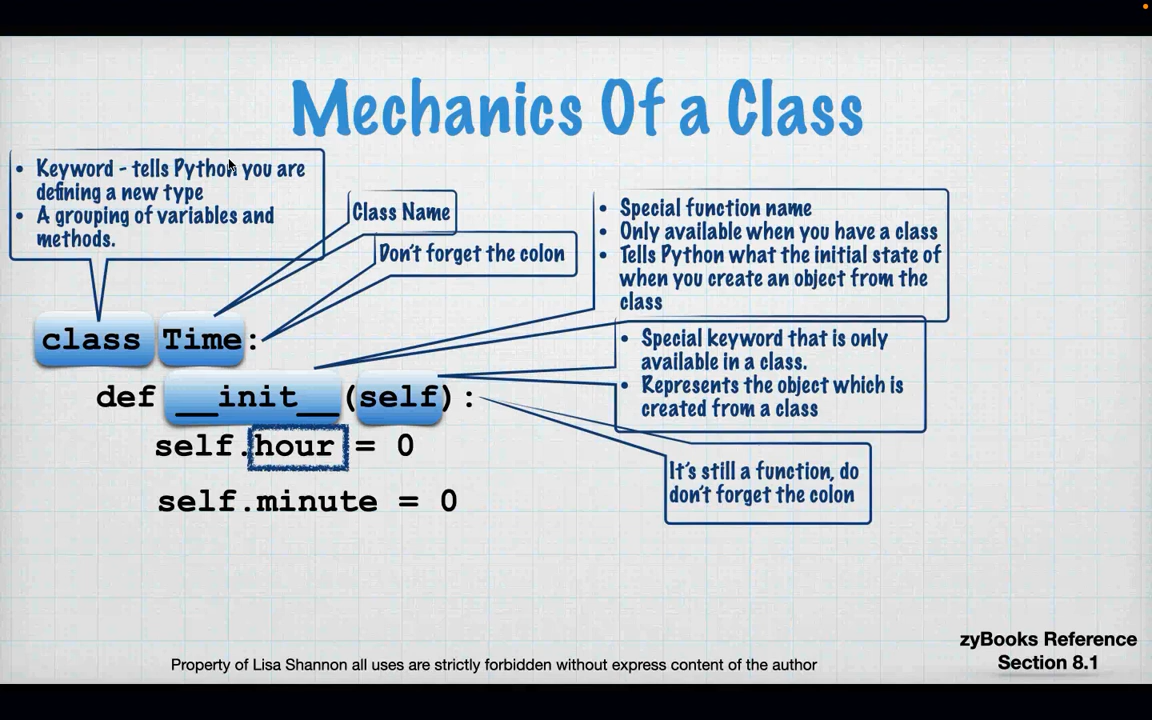 Mechanics Of a Class
• Keyword - tells Python you are
defining a new type
• A grouping of variables and
methods.
Class Name
Don't forget the colon
• Special function name
• Only available when you have a class
• Tells Python what the initial state of
when you create an object from the
class
class Time:
• Special keyword that is only
available in a class.
• Represents the object which is
created from a class
def __init__(self):
self.hour = 0
It's still a function, do
don't forget the colon
self.minute = 0
zyBooks Reference
Section 8.1
Property of Lisa Shannon all uses are strictly forbidden without express content of the author